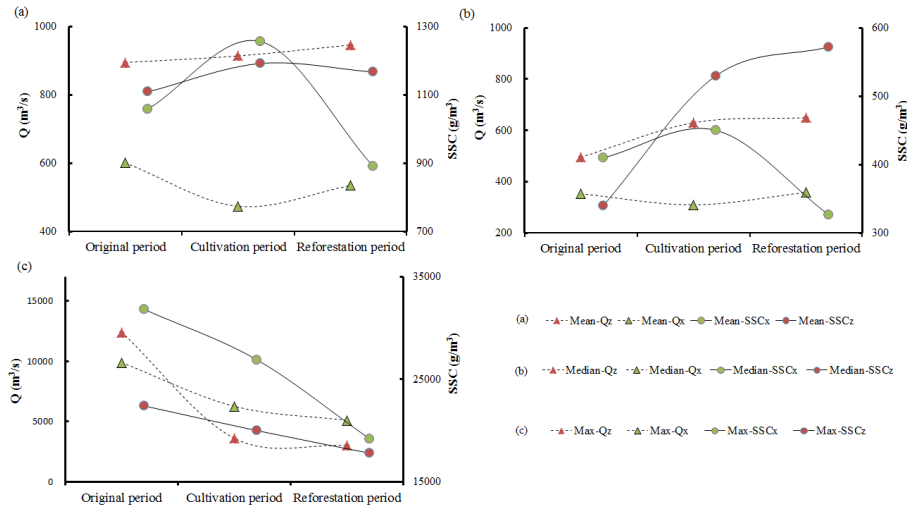 (a)
1000
800
600
400
Q (m³/s)
1300
1100
900
700
SSC (g/m³)
Original period Cultivation period Reforestation period
(b)
1000
800
600
400
200
Q (m³/s)
600
500
400
300
SSC (g/m³)
Original period Cultivation period Reforestation period
(c)
15000
10000
5000
0
Q (m³/s)
35000
25000
15000
SSC (g/m³)
Original period Cultivation period Reforestation period
(a) Mean-Qz Mean-Qx Mean-SSCx Mean-SSCz
(b) Median-Qz Median-Qx Median-SSCx Median-SSCz
(c) Max-Qz Max-Qx Max-SSCx Max-SSCz